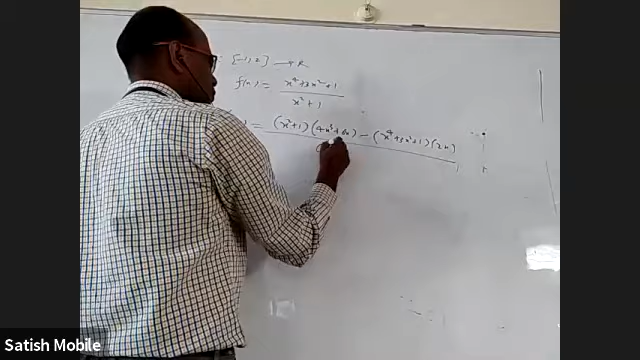 : [-1, 2] → R
f(x) = x⁴+3x²+1 / x²+1
= (x²+1)(4x³+6x) - (x⁴+3x²+1)(2x) / (
Satish Mobile